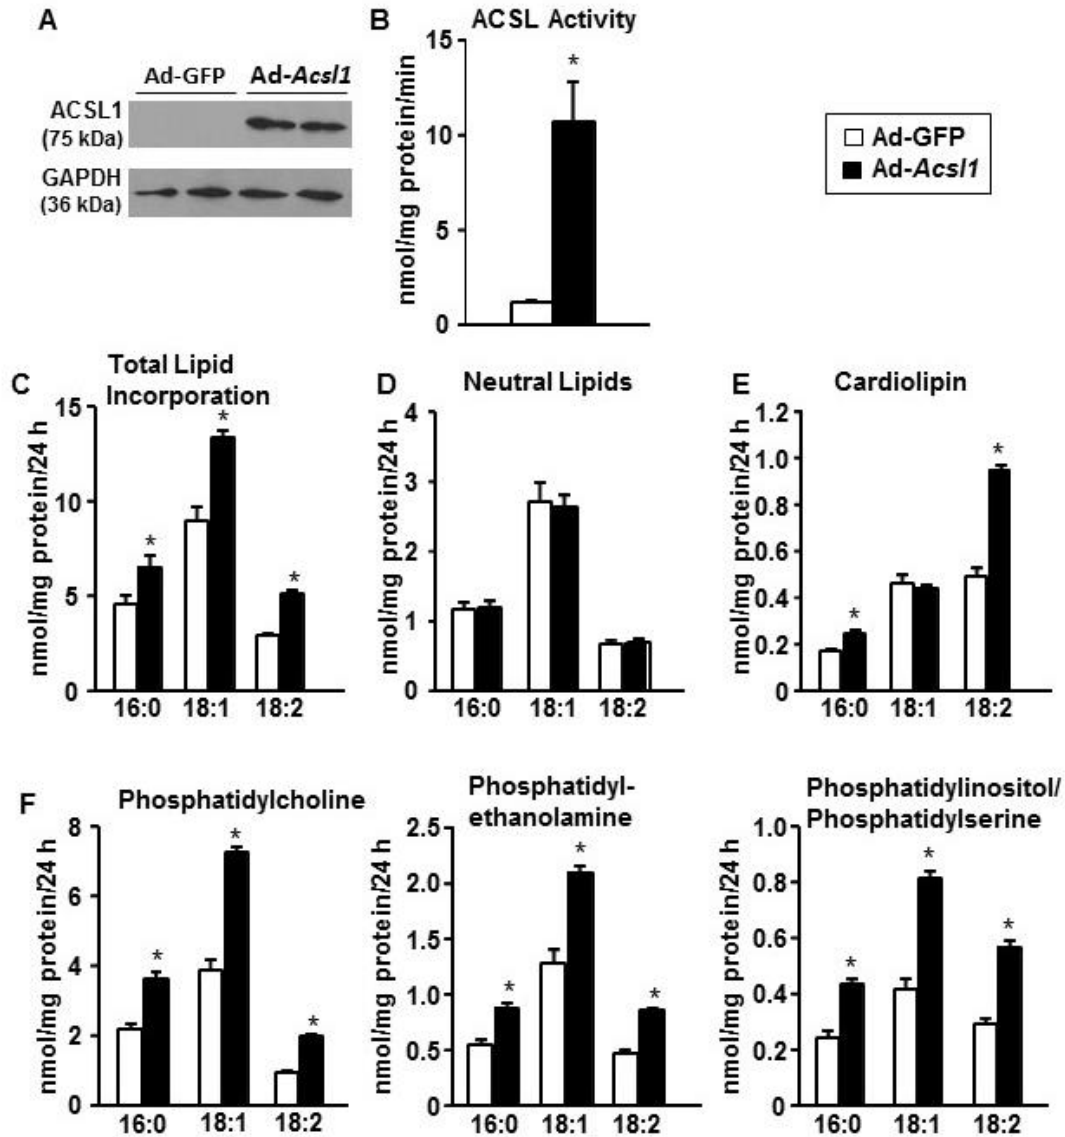 A
Ad-GFP Ad-Acsl1
ACSL1
(75 kDa)
GAPDH
(36 kDa)
B
ACSL Activity
nmol/mg protein/min
15
*
10
5
0
Ad-GFP
Ad-Acsl1
C
Total Lipid
Incorporation
nmol/mg protein/24 h
15
10
5
0
* * *
16:0 18:1 18:2
D
Neutral Lipids
nmol/mg protein/24 h
4
3
2
1
0
16:0 18:1 18:2
E
Cardiolipin
nmol/mg protein/24 h
1.2
1.0
0.8
0.6
0.4
0.2
0
* *
16:0 18:1 18:2
F
Phosphatidylcholine
nmol/mg protein/24 h
8
6
4
2
0
* * *
16:0 18:1 18:2
Phosphatidyl-
ethanolamine
nmol/mg protein/24 h
2.5
2.0
1.5
1.0
0.5
0
* * *
16:0 18:1 18:2
Phosphatidylinositol/
Phosphatidylserine
nmol/mg protein/24 h
1.0
0.8
0.6
0.4
0.2
0
* * *
16:0 18:1 18:2